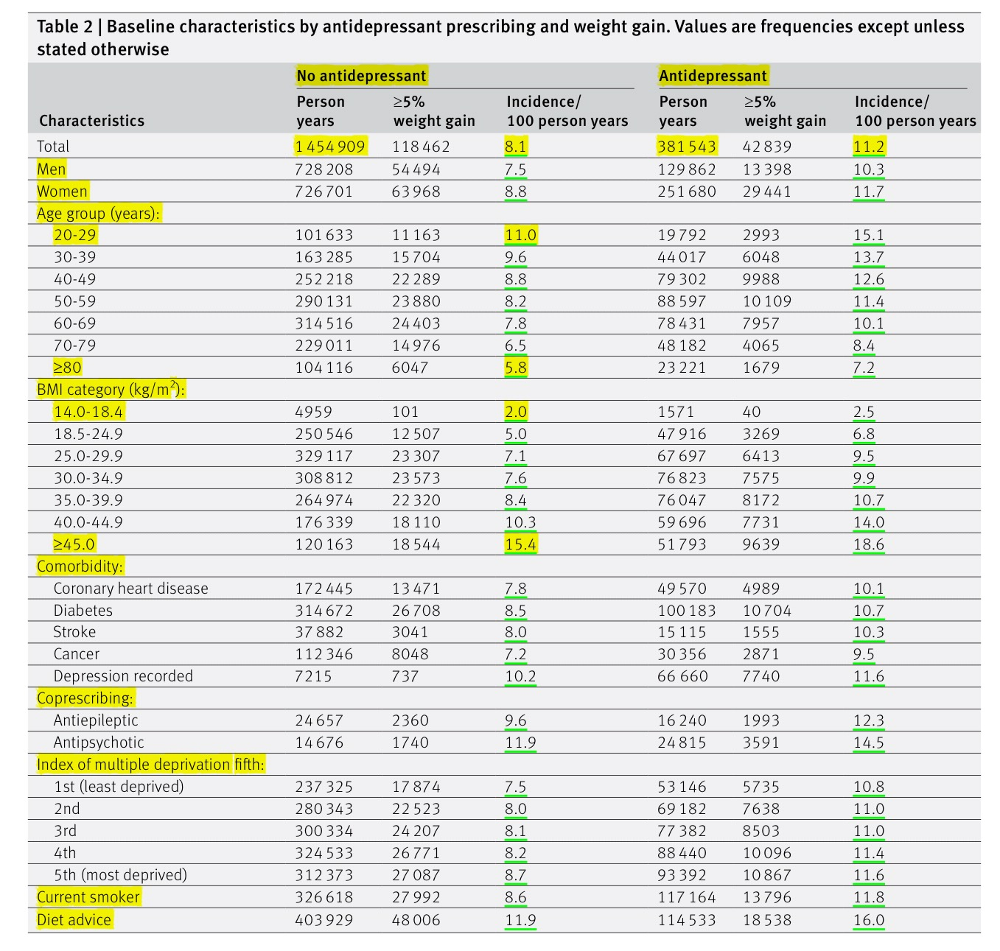 Table 2 | Baseline characteristics by antidepressant prescribing and weight gain. Values are frequencies except unless
stated otherwise
No antidepressant Antidepressant
Person ≥5% Incidence/ Person ≥5% Incidence/
Characteristics years weight gain 100 person years years weight gain 100 person years
Total 1 454 909 118 462 8.1 381 543 42 839 11.2
Men 728 208 54 494 7.5 129 862 13 398 10.3
Women 726 701 63 968 8.8 251 680 29 441 11.7
Age group (years):
20-29 101 633 11 163 11.0 19 792 2993 15.1
30-39 163 285 15 704 9.6 44 017 6048 13.7
40-49 252 218 22 289 8.8 79 302 9988 12.6
50-59 290 131 23 880 8.2 88 597 10 109 11.4
60-69 314 516 24 403 7.8 78 431 7957 10.1
70-79 229 011 14 976 6.5 48 182 4065 8.4
≥80 104 116 6047 5.8 23 221 1679 7.2
BMI category (kg/m²):
14.0-18.4 4959 101 2.0 1571 40 2.5
18.5-24.9 250 546 12 507 5.0 47 916 3269 6.8
25.0-29.9 329 117 23 307 7.1 67 697 6413 9.5
30.0-34.9 308 812 23 573 7.6 76 823 7575 9.9
35.0-39.9 264 974 22 320 8.4 76 047 8172 10.7
40.0-44.9 176 339 18 110 10.3 59 696 7731 14.0
≥45.0 120 163 18 544 15.4 51 793 9639 18.6
Comorbidity:
Coronary heart disease 172 445 13 471 7.8 49 570 4989 10.1
Diabetes 314 672 26 708 8.5 100 183 10 704 10.7
Stroke 37 882 3041 8.0 15 115 1555 10.3
Cancer 112 346 8048 7.2 30 356 2871 9.5
Depression recorded 7215 737 10.2 66 660 7740 11.6
Coprescribing:
Antiepileptic 24 657 2360 9.6 16 240 1993 12.3
Antipsychotic 14 676 1740 11.9 24 815 3591 14.5
Index of multiple deprivation fifth:
1st (least deprived) 237 325 17 874 7.5 53 146 5735 10.8
2nd 280 343 22 523 8.0 69 182 7638 11.0
3rd 300 334 24 207 8.1 77 382 8503 11.0
4th 324 533 26 771 8.2 88 440 10 096 11.4
5th (most deprived) 312 373 27 087 8.7 93 392 10 867 11.6
Current smoker 326 618 27 992 8.6 117 164 13 796 11.8
Diet advice 403 929 48 006 11.9 114 533 18 538 16.0